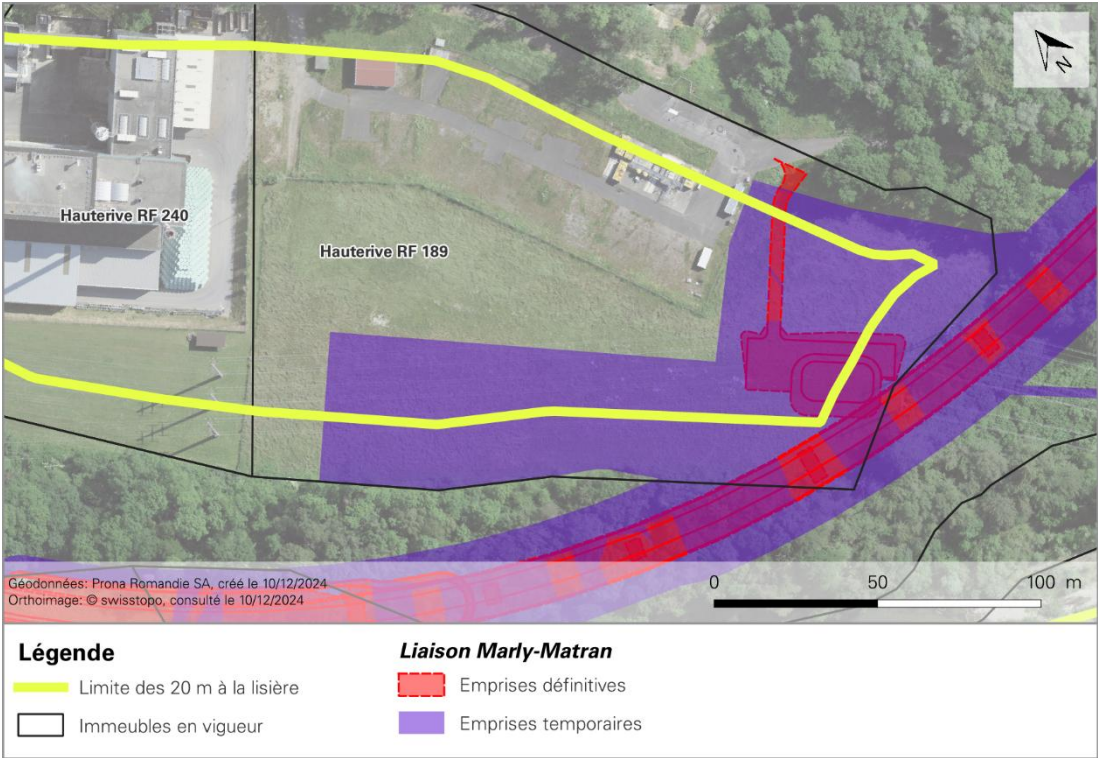 N
Hauterive RF 240
Hauterive RF 189
Géodonnées: Prona Romandie SA, créé le 10/12/2024
Orthoimage: © swisstopo, consulté le 10/12/2024
0 50 100 m
Légende
Limite des 20 m à la lisière
Immeubles en vigueur
Liaison Marly-Matran
Emprises définitives
Emprises temporaires